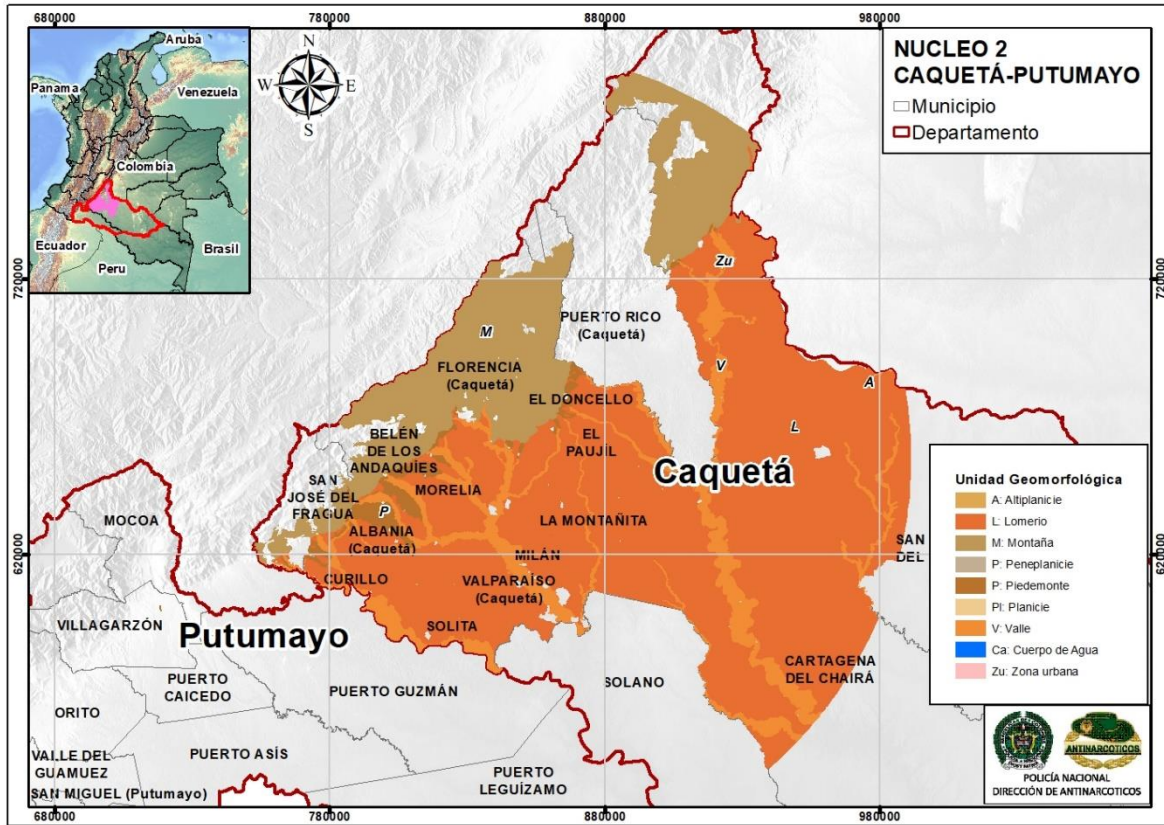 680000
780000
880000
980000
Aruba
Panama
Venezuela
Colombia
Ecuador
Brasil
Peru
N
W E
S
NUCLEO 2
CAQUETÁ-PUTUMAYO
Municipio
Departamento
720000
720000
Zu
PUERTO RICO
(Caquetá)
M
FLORENCIA
(Caquetá)
V
A
EL DONCELLO
L
BELÉN
DE LOS
ANDAQUÍES
EL
PAUJÍL
Caquetá
SAN
JOSÉ DEL
FRAGUA
MORELIA
MOCOA
P
ALBANIA
(Caquetá)
LA MONTAÑITA
SAN
DEL
620000
620000
MILÁN
CURILLO
VALPARAÍSO
(Caquetá)
VILLAGARZÓN
Putumayo
SOLITA
CARTAGENA
DEL CHAIRÁ
PUERTO
CAICEDO
PUERTO GUZMÁN
SOLANO
ORITO
VALLE DEL
GUAMUEZ
PUERTO ASÍS
SAN MIGUEL (Putumayo)
PUERTO
LEGUÍZAMO
Unidad Geomorfológica
A: Altiplanicie
L: Lomerio
M: Montaña
P: Peneplanicie
P: Piedemonte
Pl: Planicie
V: Valle
Ca: Cuerpo de Agua
Zu: Zona urbana
ANTINARCOTICOS
POLICÍA NACIONAL
DIRECCIÓN DE ANTINARCOTICOS
680000
780000
880000
980000